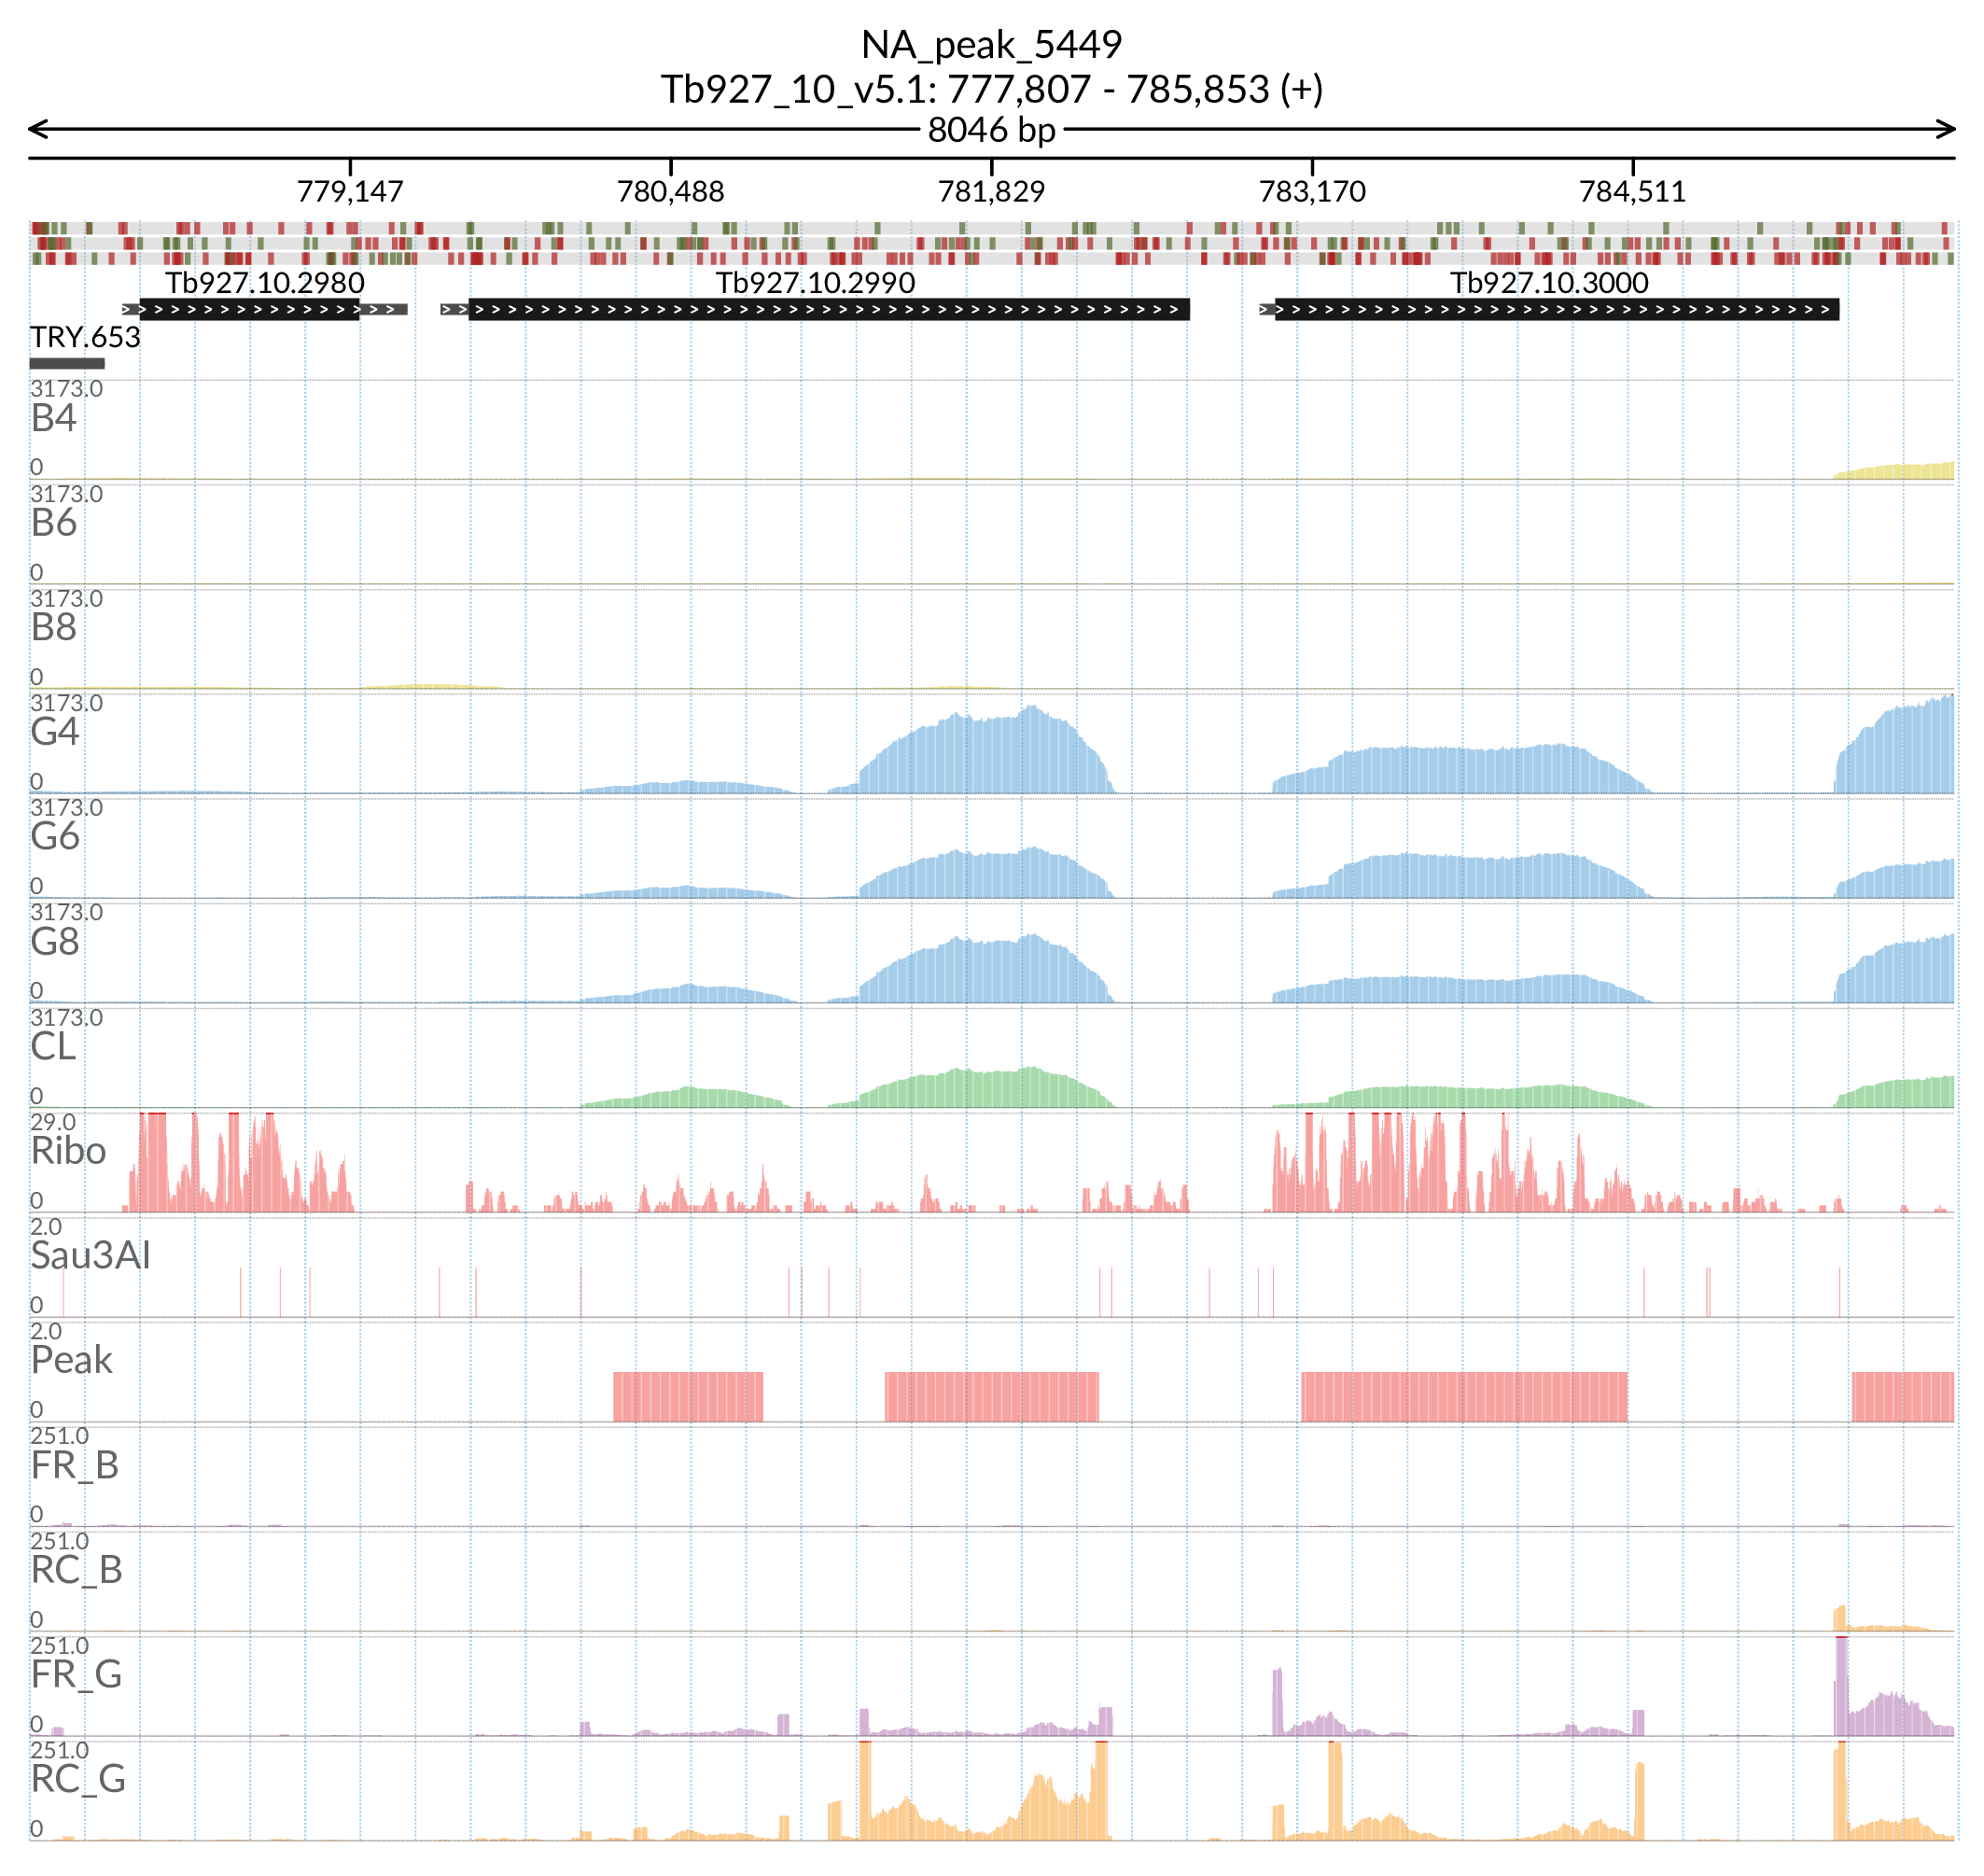 NA_peak_5449
Tb927_10_v5.1: 777,807 - 785,853 (+)
8046 bp
779,147 780,488 781,829 783,170 784,511
Tb927.10.2980 Tb927.10.2990 Tb927.10.3000
TRY.653
3173.0
B4
0
3173.0
B6
0
3173.0
B8
0
3173.0
G4
0
3173.0
G6
0
3173.0
G8
0
3173.0
CL
0
29.0
Ribo
0
2.0
Sau3AI
0
2.0
Peak
0
251.0
FR_B
0
251.0
RC_B
0
251.0
FR_G
0
251.0
RC_G
0